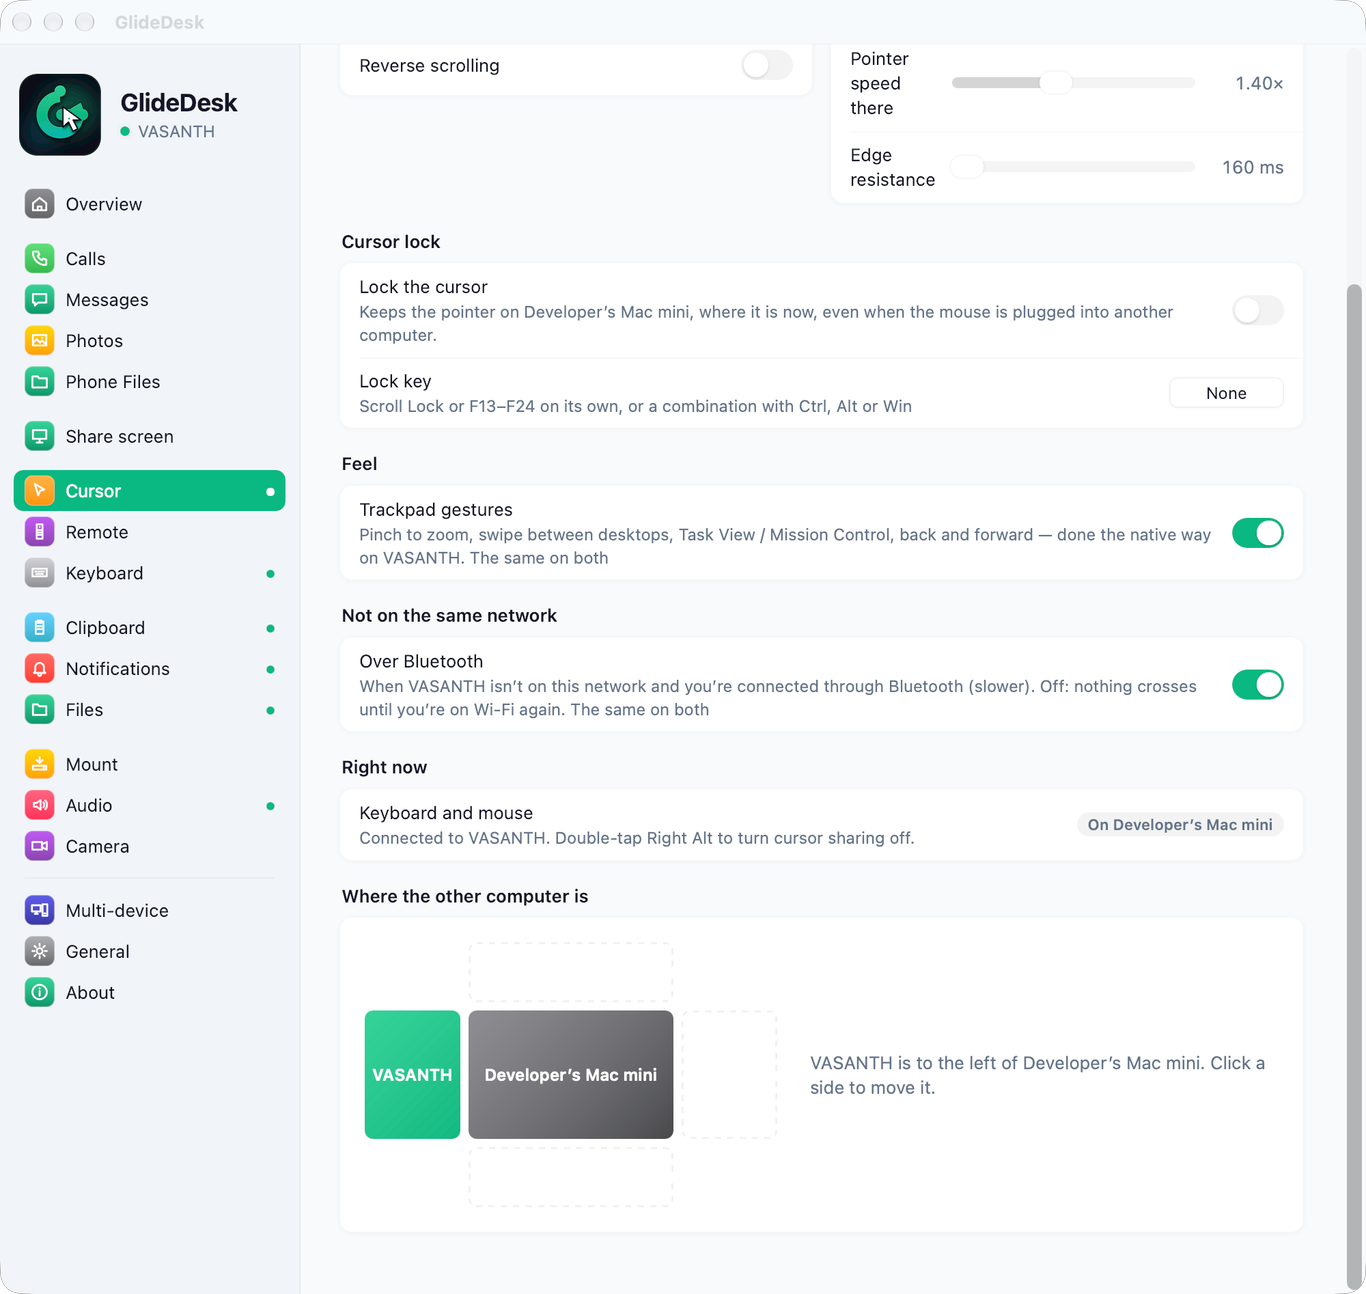 GlideDesk
GlideDesk
VASANTH
Overview
Calls
Messages
Photos
Phone Files
Share screen
Cursor
Remote
Keyboard
Clipboard
Notifications
Files
Mount
Audio
Camera
Multi-device
General
About
Reverse scrolling
Pointer
speed
there
1.40×
Edge
resistance
160 ms
Cursor lock
Lock the cursor
Keeps the pointer on Developer’s Mac mini, where it is now, even when the mouse is plugged into another
computer.
Lock key
Scroll Lock or F13–F24 on its own, or a combination with Ctrl, Alt or Win
None
Feel
Trackpad gestures
Pinch to zoom, swipe between desktops, Task View / Mission Control, back and forward — done the native way
on VASANTH. The same on both
Not on the same network
Over Bluetooth
When VASANTH isn’t on this network and you’re connected through Bluetooth (slower). Off: nothing crosses
until you’re on Wi-Fi again. The same on both
Right now
Keyboard and mouse
Connected to VASANTH. Double-tap Right Alt to turn cursor sharing off.
On Developer’s Mac mini
Where the other computer is
VASANTH
Developer’s Mac mini
VASANTH is to the left of Developer’s Mac mini. Click a
side to move it.